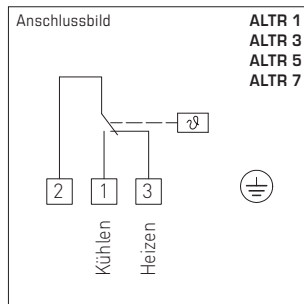 Anschlussbild
ALTR 1
ALTR 3
ALTR 5
ALTR 7
ϑ
2 1 3
Kühlen
Heizen